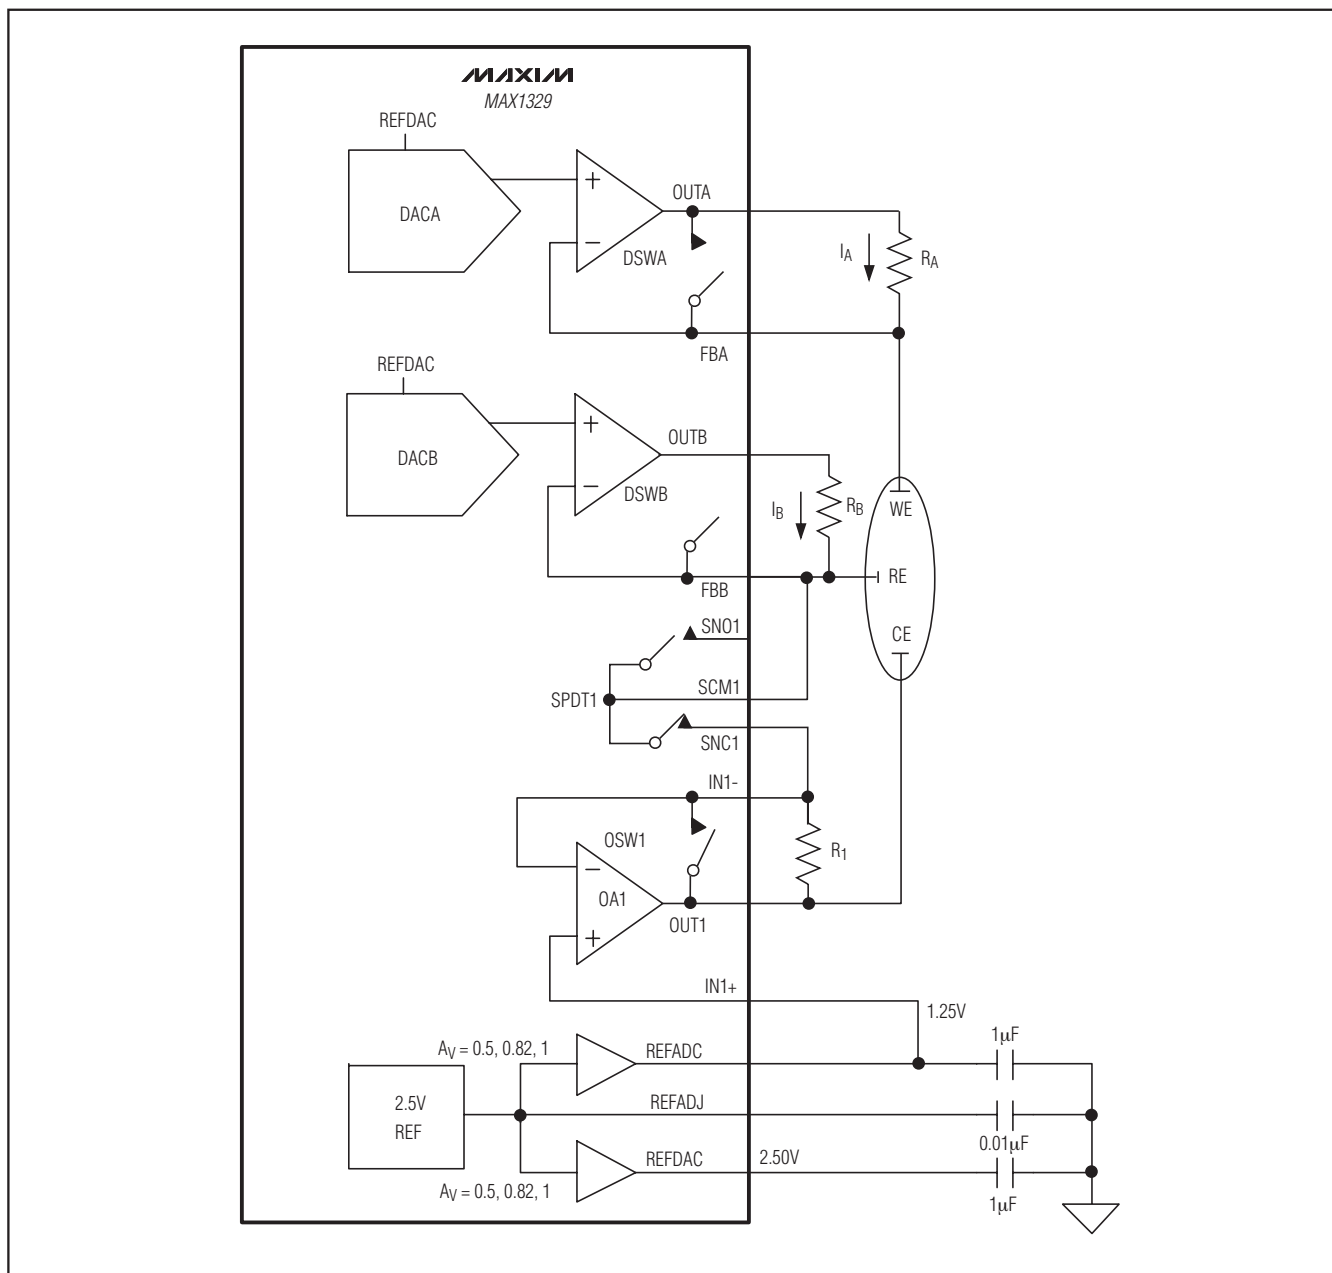 MAXIM
MAX1329
REFDAC
DACA
+
−
DSWA
OUTA
FBA
IA
RA
REFDAC
DACB
+
−
DSWB
OUTB
FBB
IB
RB
WE
RE
CE
SNO1
SCM1
SPDT1
SNC1
IN1-
OSW1
−
OA1
+
OUT1
R1
IN1+
1.25V
AV = 0.5, 0.82, 1
REFADC
1µF
2.5V
REF
REFADJ
0.01µF
REFDAC
2.50V
AV = 0.5, 0.82, 1
1µF